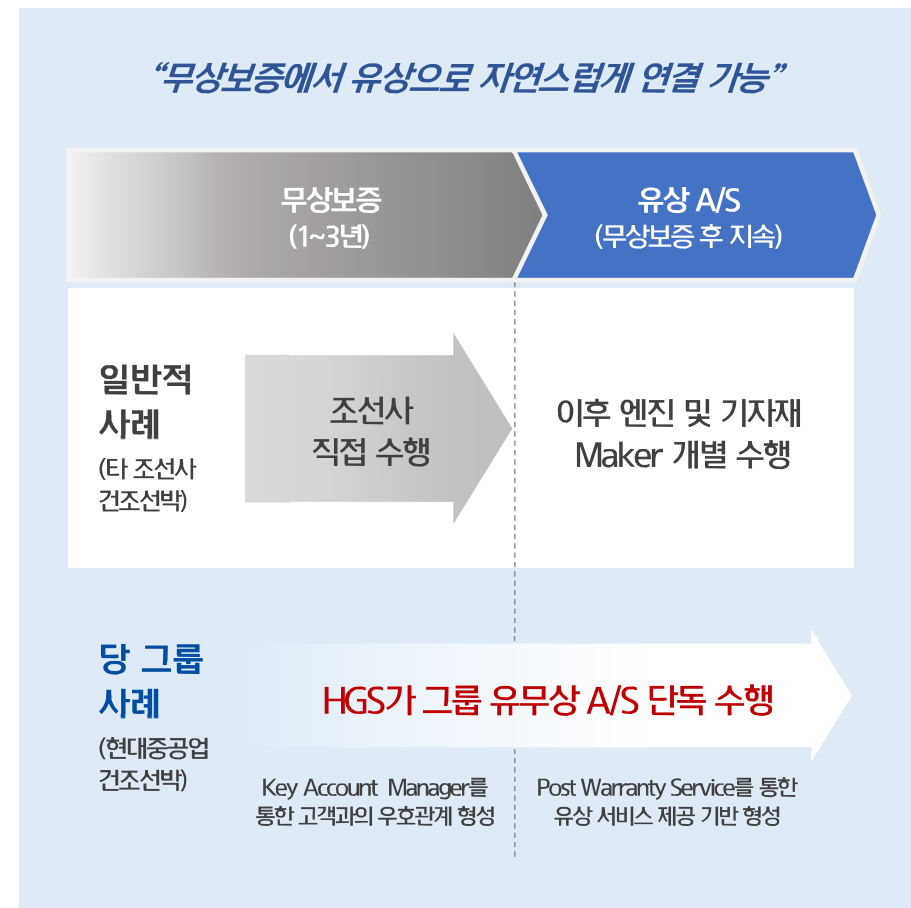 “무상보증에서 유상으로 자연스럽게 연결 가능”
무상보증
(1~3년)
유상 A/S
(무상보증 후 지속)
일반적
사례
(타 조선사
건조선박)
조선사
직접 수행
이후 엔진 및 기자재
Maker 개별 수행
당 그룹
사례
(현대중공업
건조선박)
HGS가 그룹 유무상 A/S 단독 수행
Key Account Manager를
통한 고객과의 우호관계 형성
Post Warranty Service를 통한
유상 서비스 제공 기반 형성